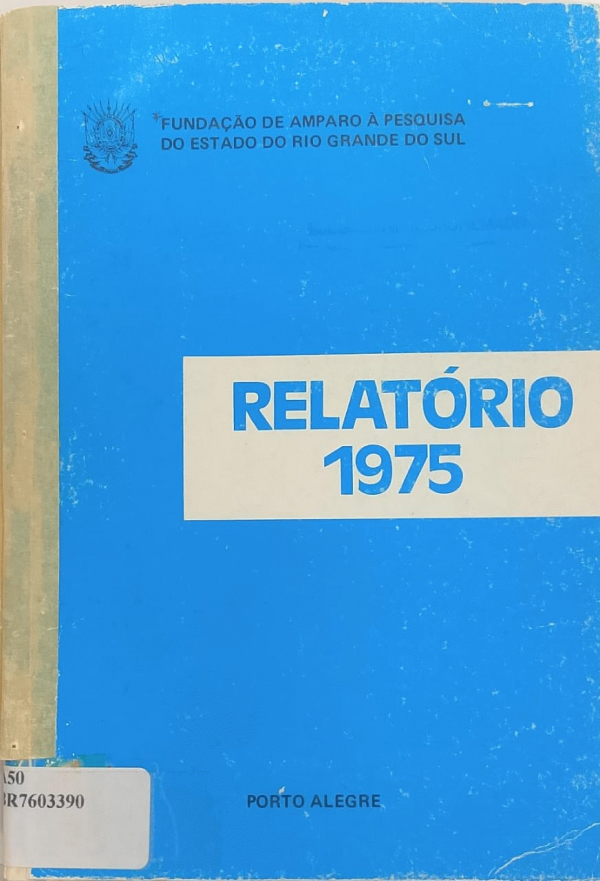 FUNDAÇÃO DE AMPARO À PESQUISA
DO ESTADO DO RIO GRANDE DO SUL
RELATÓRIO
1975
PORTO ALEGRE
A50
BR7603390